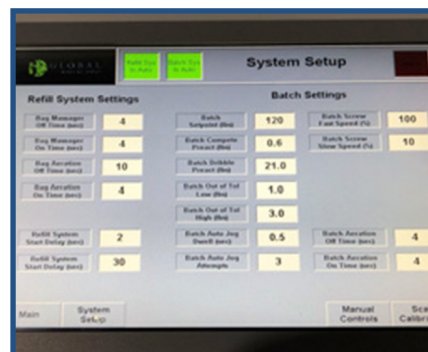 GLOBAL
Refill Sys
In Auto
Batch Sys
In Auto
System Setup
Refill System Settings
Batch Settings
Bag Massager
Off Time (sec)
4
Bag Massager
On Time (sec)
4
Bag Aeration
Off Time (sec)
10
Bag Aeration
On Time (sec)
4
Refill System
Start Delay (sec)
2
Refill System
Start Delay (sec)
30
Batch
Setpoint (lbs)
120
Batch Compete
Preact (lbs)
0.6
Batch Dribble
Preact (lbs)
21.0
Batch Out of Tol
Low (lbs)
1.0
Batch Out of Tol
High (lbs)
3.0
Batch Auto Jog
Dwell (sec)
0.5
Batch Auto Jog
Attempts
3
Batch Screw
Fast Speed (%)
100
Batch Screw
Slow Speed (%)
10
Batch Aeration
Off Time (sec)
4
Batch Aeration
On Time (sec)
4
Main
System
Setup
Manual
Controls
Sca
Calibr